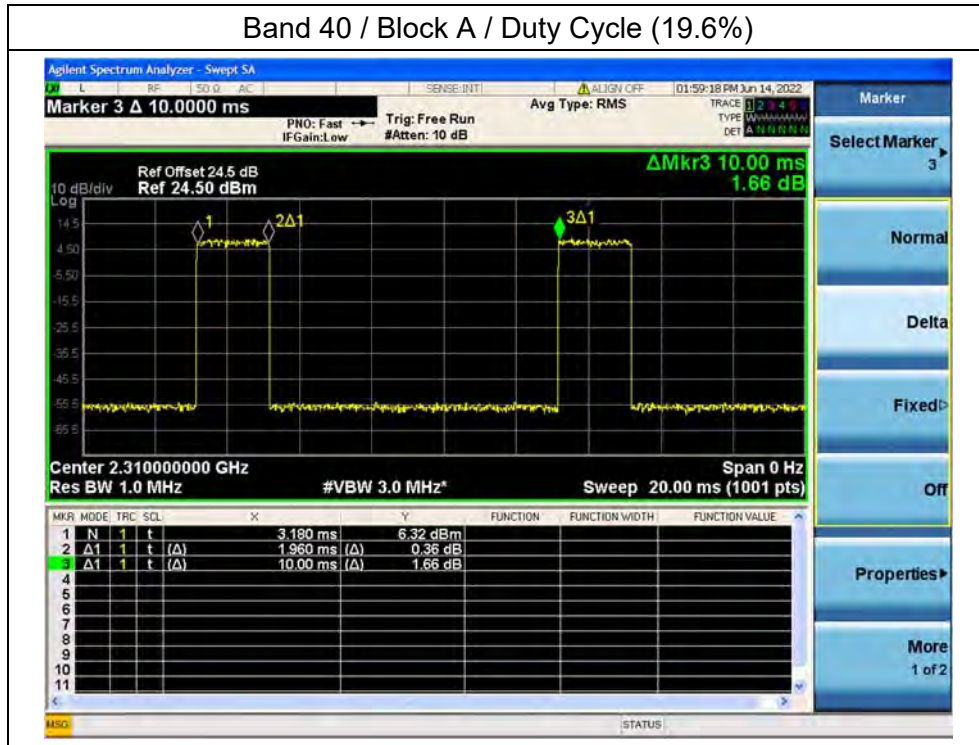 Band 40 / Block A / Duty Cycle (19.6%)
Agilent Spectrum Analyzer - Swept SA
L RF 50 Ω AC SENSE:INT ALIGN OFF 01:59:18 PM Jun 14, 2022
Marker 3 Δ 10.0000 ms
PNO: Fast
IFGain:Low
Trig: Free Run
#Atten: 10 dB
Avg Type: RMS
TRACE 1 2 3 4 5 6
TYPE
DET A N N N N N
Ref Offset 24.5 dB
10 dB/div Ref 24.50 dBm
Log
ΔMkr3 10.00 ms
1.66 dB
14.5
4.50
-5.50
-15.5
-25.5
-35.5
-45.5
-55.5
-65.5
1
2Δ1
3Δ1
Center 2.310000000 GHz Span 0 Hz
Res BW 1.0 MHz #VBW 3.0 MHz* Sweep 20.00 ms (1001 pts)
MKR MODE TRC SCL X Y FUNCTION FUNCTION WIDTH FUNCTION VALUE
1 N 1 t 3.180 ms 6.32 dBm
2 Δ1 1 t (Δ) 1.960 ms (Δ) 0.36 dB
3 Δ1 1 t (Δ) 10.00 ms (Δ) 1.66 dB
4
5
6
7
8
9
10
11
MSG STATUS
Marker
Select Marker
3
Normal
Delta
Fixed
Off
Properties
More
1 of 2